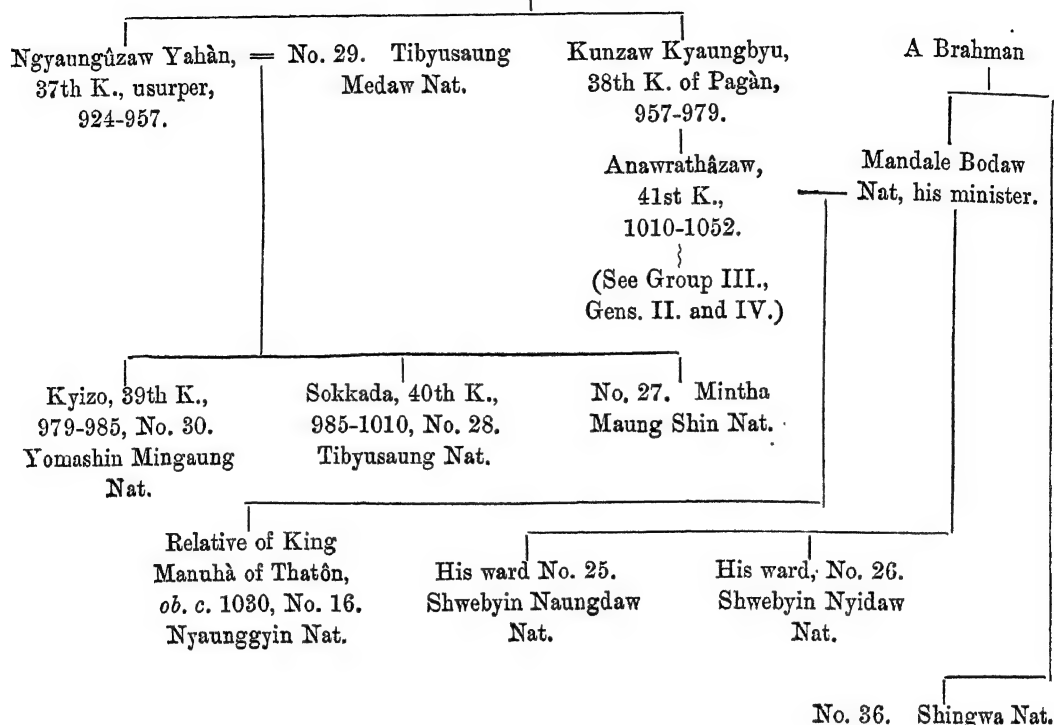 Ngyaungûzaw Yahàn,
37th K., usurper,
924-957.
=
No. 29. Tibyusaung
Medaw Nat.
Kunzaw Kyaungbyu,
38th K. of Pagàn,
957-979.
A Brahman
Anawrathâzaw,
41st K.,
1010-1052.
Mandale Bodaw
Nat, his minister.
(See Group III.,
Gens. II. and IV.)
Kyizo, 39th K.,
979-985, No. 30.
Yomashin Mingaung
Nat.
Sokkada, 40th K.,
985-1010, No. 28.
Tibyusaung Nat.
No. 27. Mintha
Maung Shin Nat.
Relative of King
Manuhà of Thatôn,
ob. c. 1030, No. 16.
Nyaunggyin Nat.
His ward No. 25.
Shwebyin Naungdaw
Nat.
His ward, No. 26.
Shwebyin Nyidaw
Nat.
No. 36. Shingwa Nat.